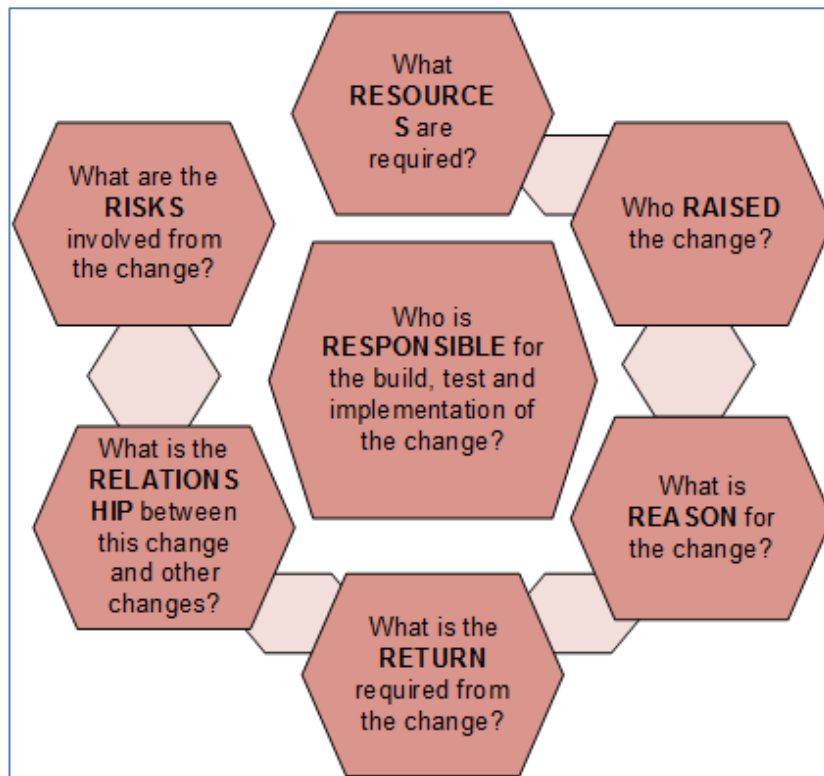 What
RESOURCE
S are
required?
Who RAISED
the change?
What is
REASON for
the change?
What is the
RETURN
required from
the change?
What is the
RELATIONS
HIP between
this change
and other
changes?
What are the
RISKS
involved from
the change?
Who is
RESPONSIBLE for
the build, test and
implementation of
the change?